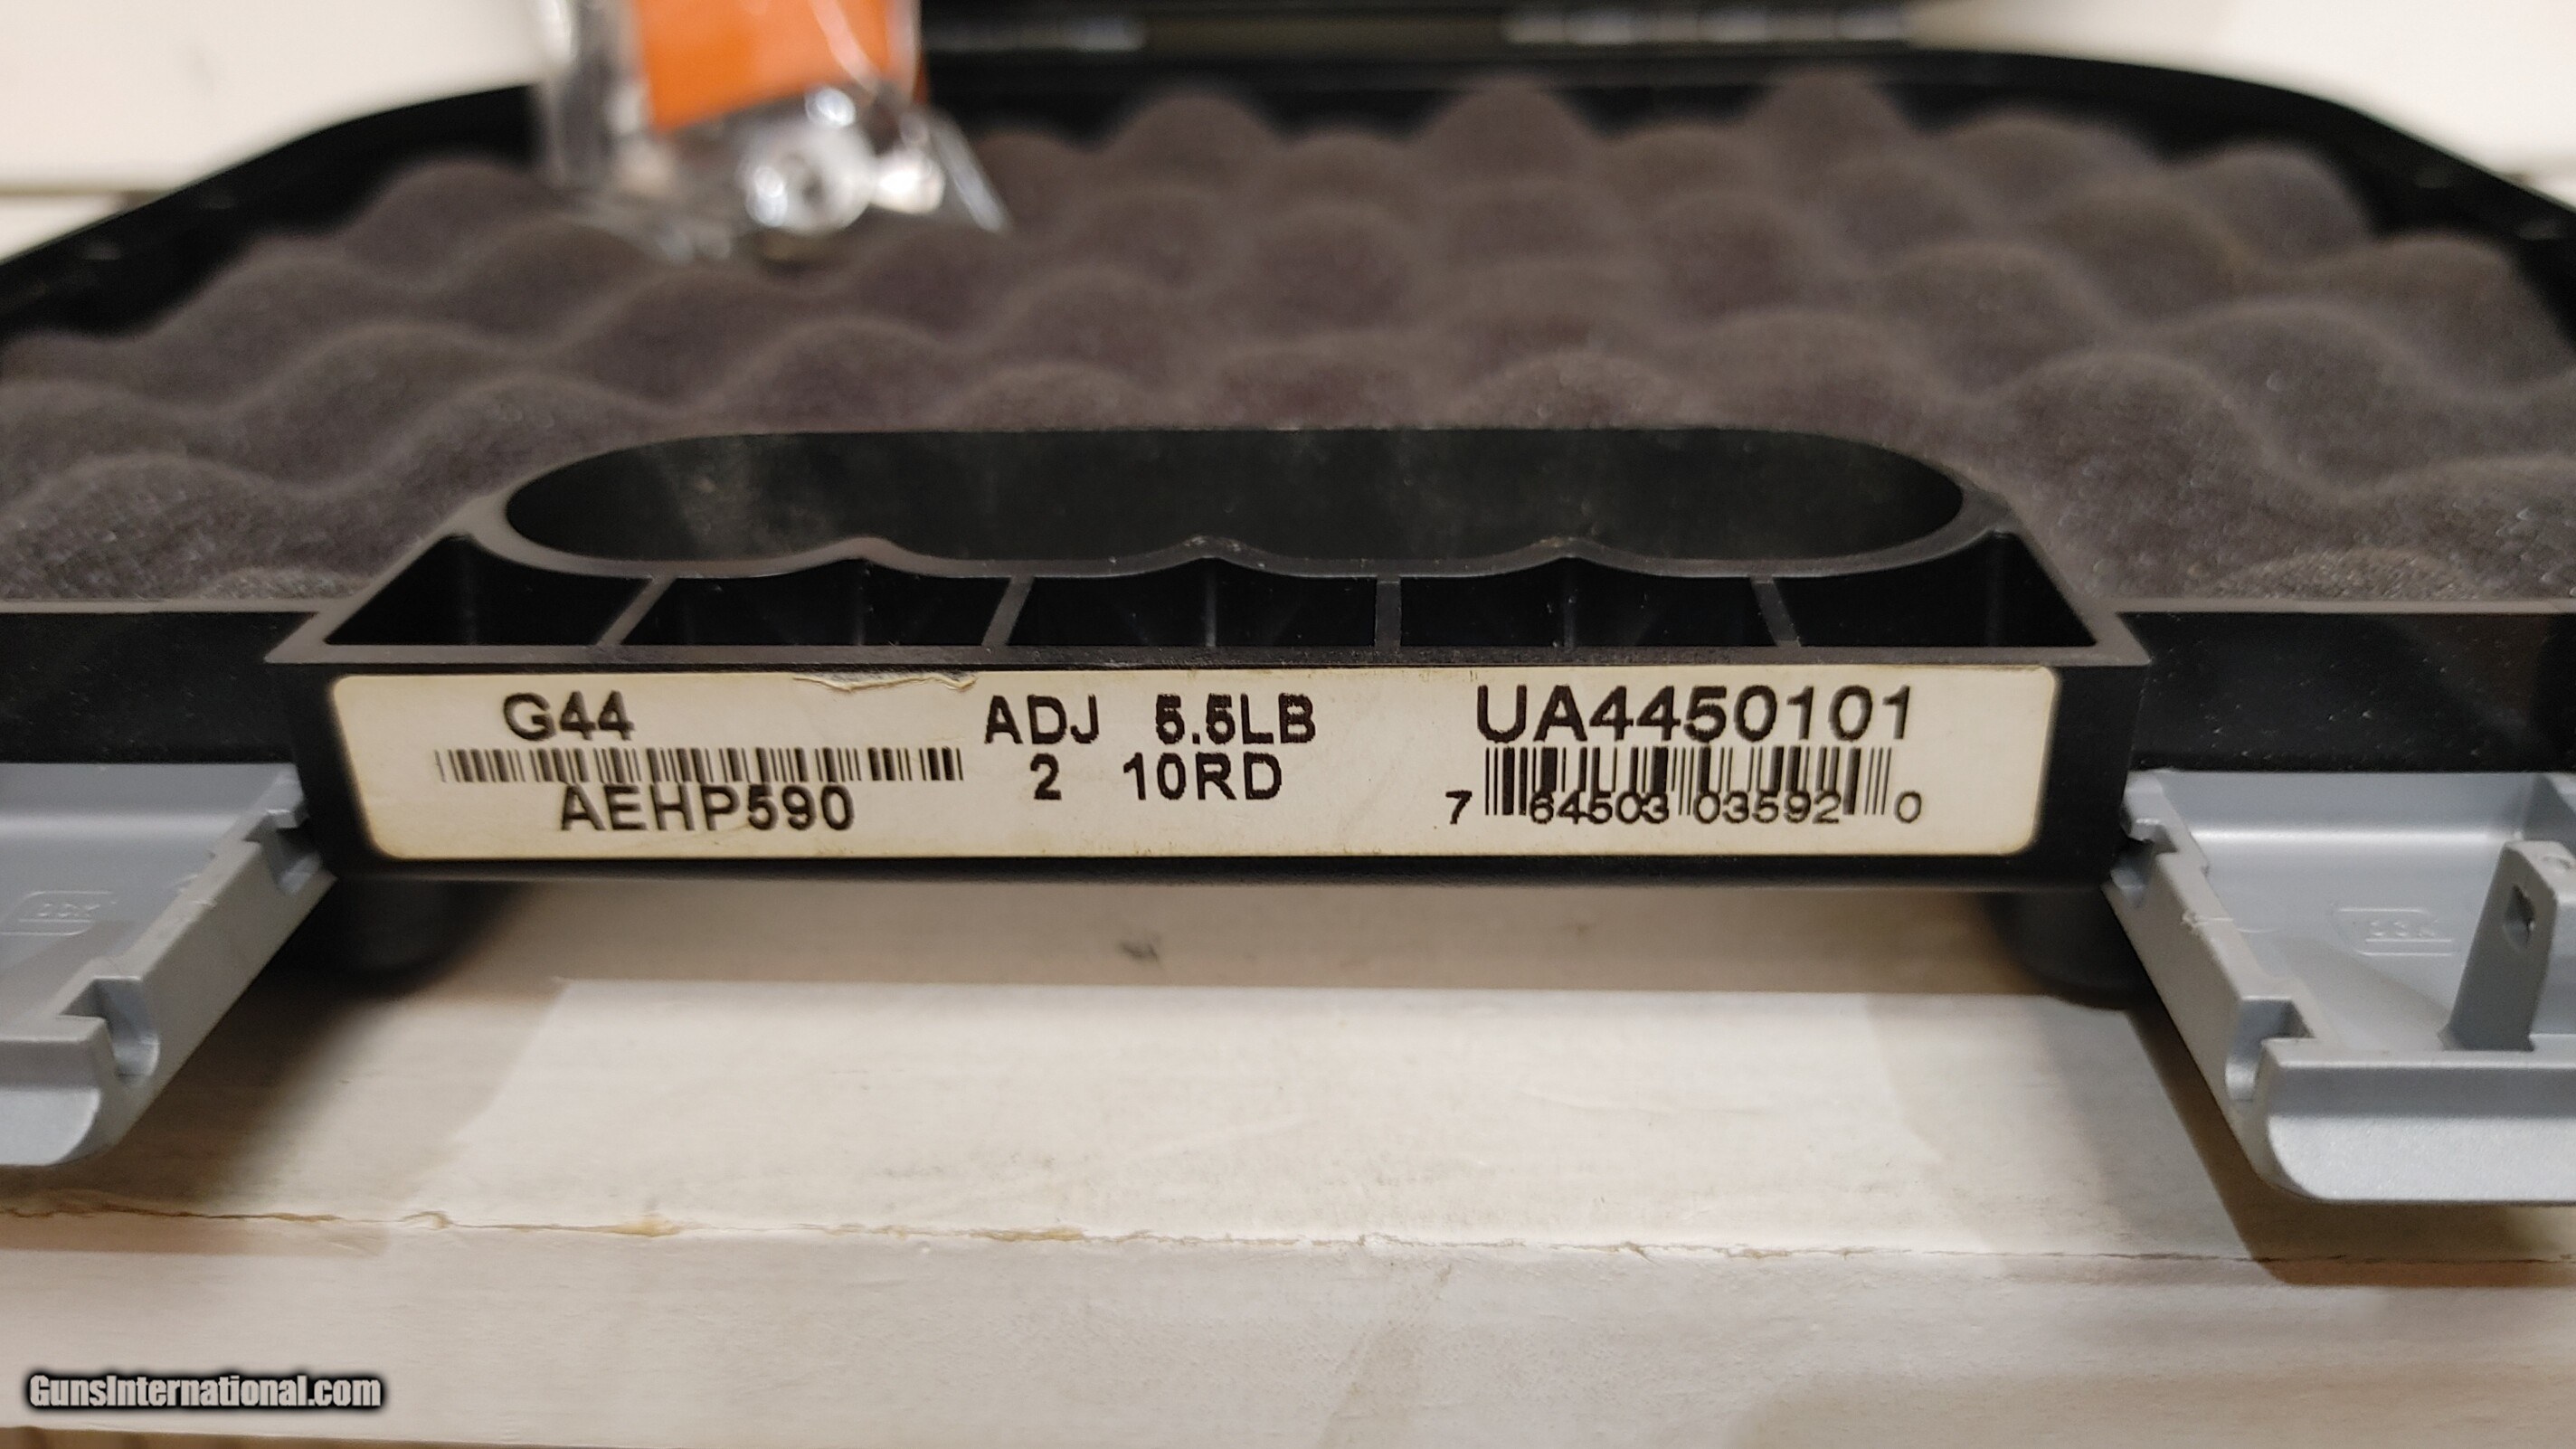 G44
AEHP590
ADJ 5.5LB
2 10RD
UA4450101
7 64503 03592 0
GunsInternational.com